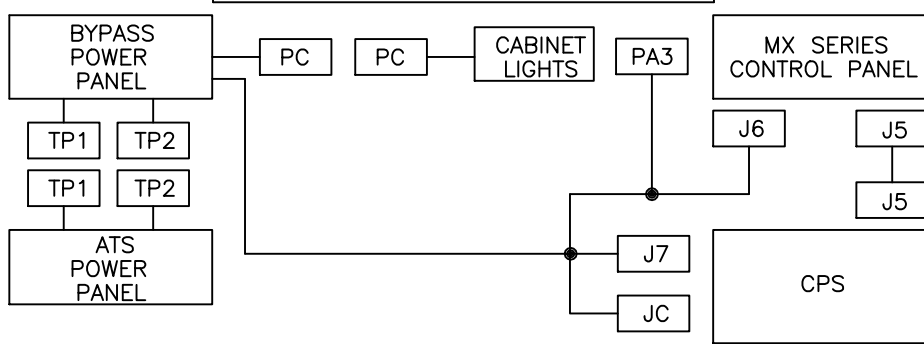 BYPASS
POWER
PANEL
PC
PC
CABINET
LIGHTS
PA3
MX SERIES
CONTROL PANEL
TP1
TP2
J6
J5
TP1
TP2
J5
ATS
POWER
PANEL
J7
CPS
JC